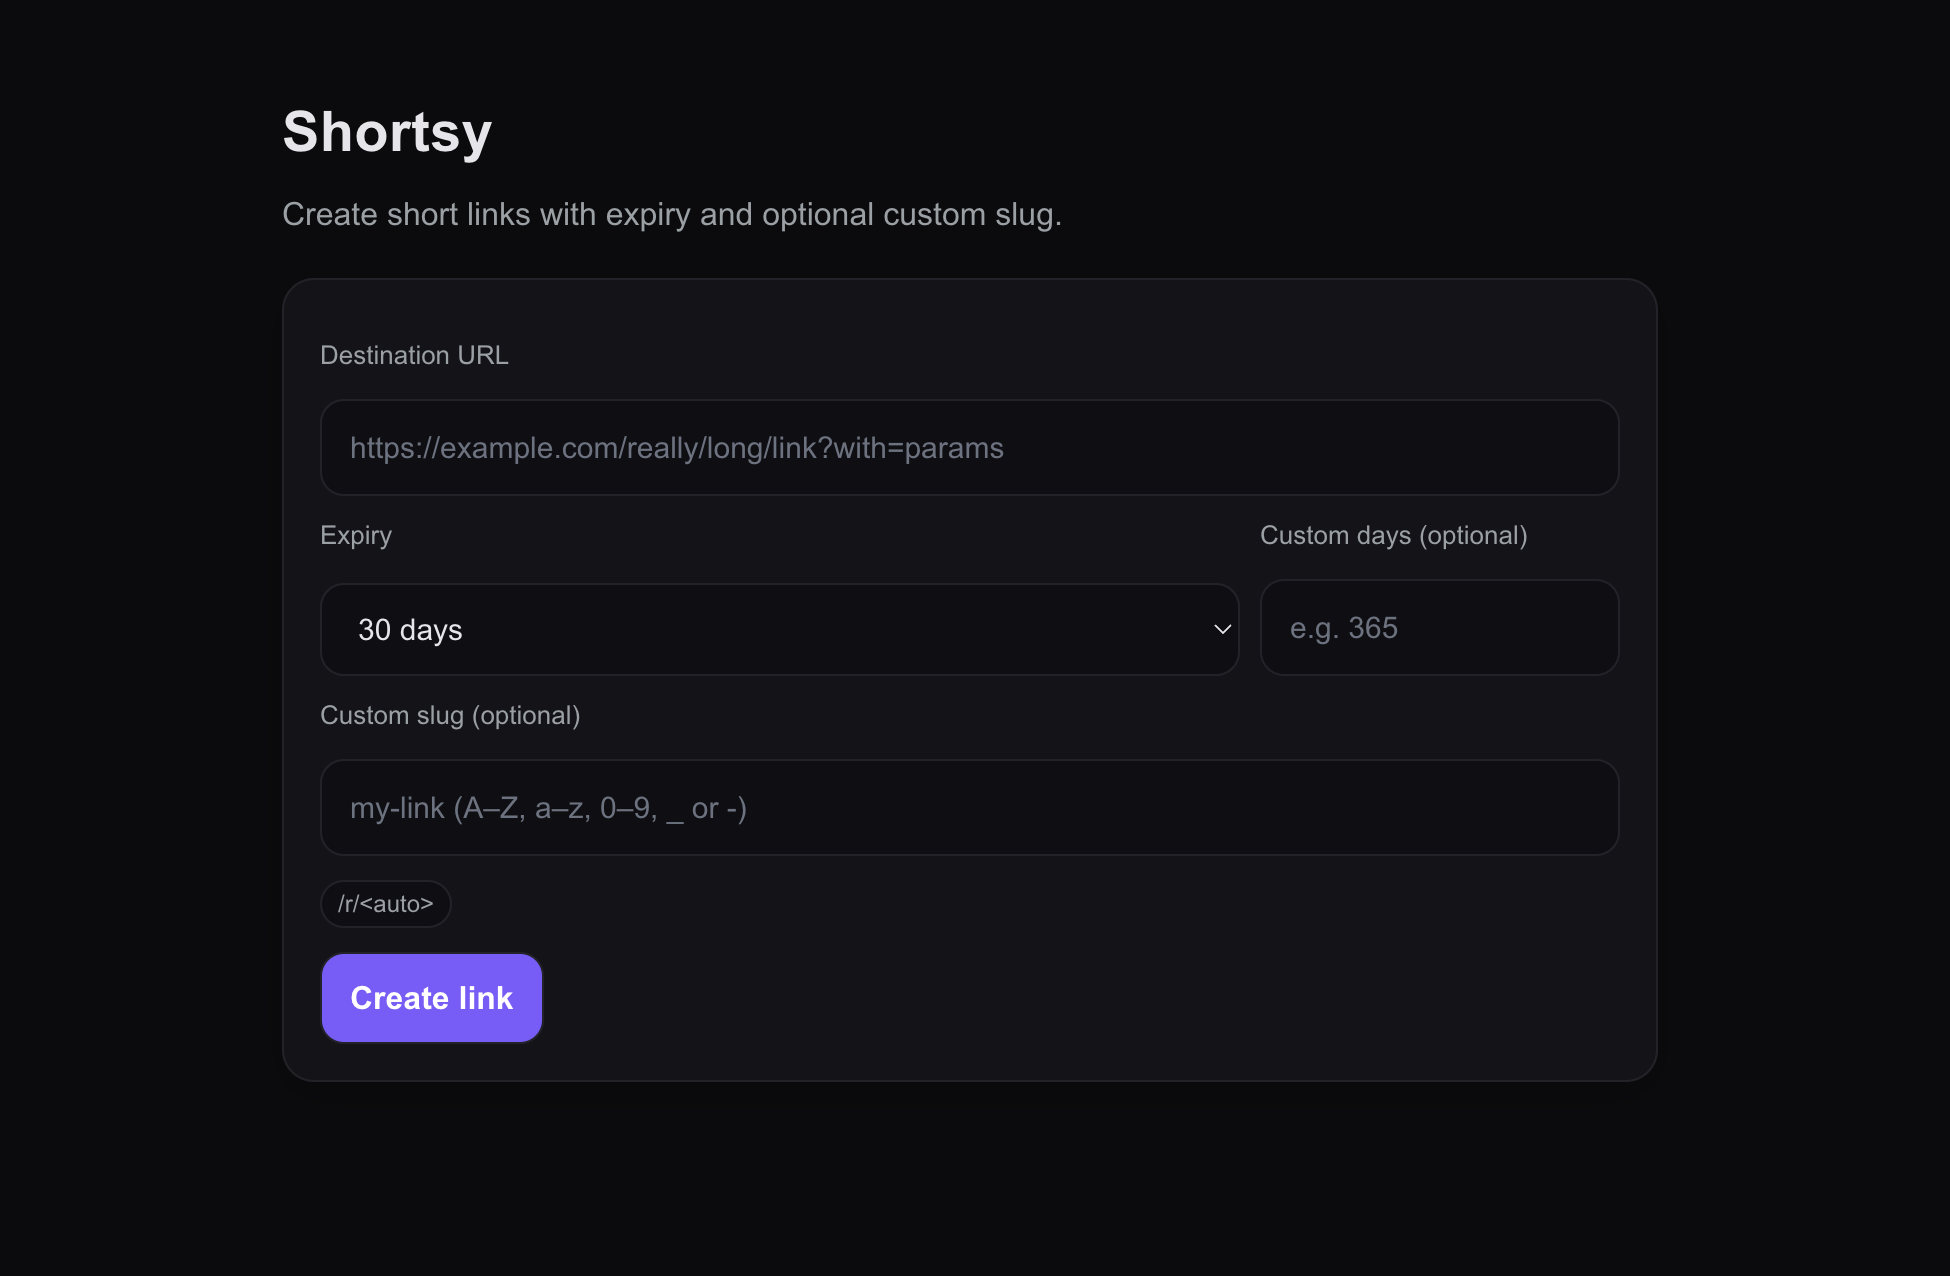 Shortsy
Create short links with expiry and optional custom slug.
Destination URL
https://example.com/really/long/link?with=params
Expiry
Custom days (optional)
30 days
e.g. 365
Custom slug (optional)
my-link (A–Z, a–z, 0–9, _ or -)
/r/<auto>
Create link